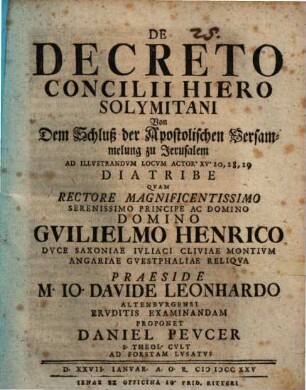 DE
DECRETO
CONCILII HIERO
SOLYMITANI
Von
Dem Schluß der Apostolischen Versam-
melung zu Jerusalem
AD ILLVSTRANDVM LOCVM ACTOR' XV' 20, 28, 29
DIATRIBE
QVAM
RECTORE MAGNIFICENTISSIMO
SERENISSIMO PRINCIPE AC DOMINO
DOMINO
GVILIELMO HENRICO
DVCE SAXONIAE IVLIACI CLIVIAE MONTIVM
ANGARIAE GVESTPHALIAE RELIQVA
PRAESIDE
M. IO. DAVIDE LEONHARDO
ALTENBVRGENSI
ERVDITIS EXAMINANDAM
PROPONET
DANIEL PEVCER
S THEOL' CVLT
AD FORSTAM LVSATVS
D. XXVII. IANVAR. A. O. R. CIƆ IƆCC XXV
IENAE EX OFFICINA IO' FRID. RITTERI